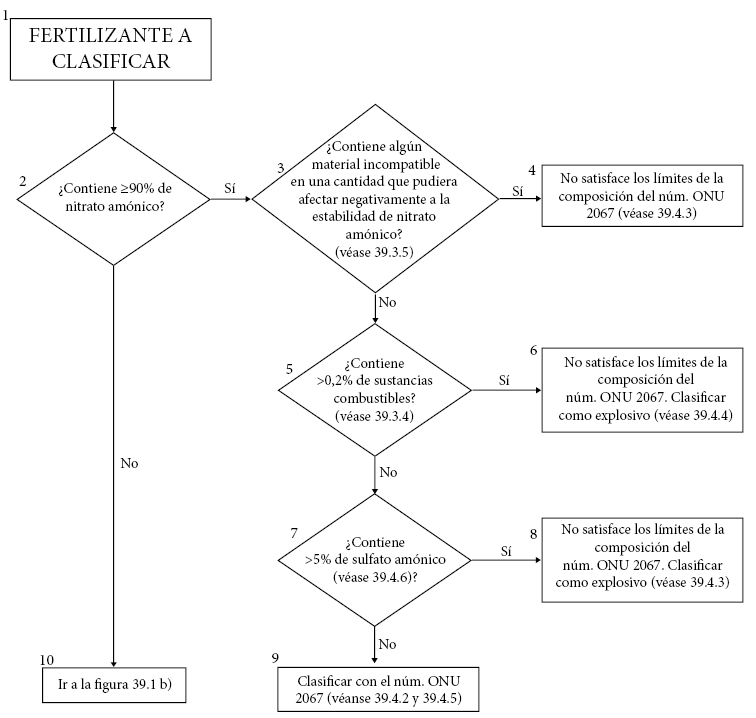 1
FERTILIZANTE A
CLASIFICAR
2
¿Contiene ≥90% de
nitrato amónico?
Sí
3
¿Contiene algún
material incompatible
en una cantidad que pudiera
afectar negativamente a la
estabilidad de nitrato
amónico?
(véase 39.3.5)
Sí
4
No satisface los límites de la
composición del núm. ONU
2067 (véase 39.4.3)
No
5
¿Contiene
>0,2% de sustancias
combustibles?
(véase 39.3.4)
Sí
6
No satisface los límites de la
composición del
núm. ONU 2067. Clasificar
como explosivo (véase 39.4.4)
No
No
7
¿Contiene
>5% de sulfato amónico
(véase 39.4.6)?
Sí
8
No satisface los límites de la
composición del
núm. ONU 2067. Clasificar
como explosivo (véase 39.4.3)
No
9
Clasificar con el núm. ONU
2067 (véanse 39.4.2 y 39.4.5)
10
Ir a la figura 39.1 b)